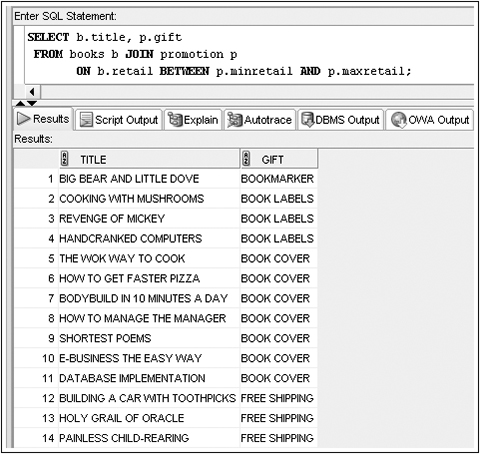 Enter SQL Statement:
SELECT b.title, p.gift
FROM books b JOIN promotion p
ON b.retail BETWEEN p.minretail AND p.maxretail;
Results Script Output Explain Autotrace DBMS Output OWA Output
Results:
TITLE GIFT
1 BIG BEAR AND LITTLE DOVE BOOKMARKER
2 COOKING WITH MUSHROOMS BOOK LABELS
3 REVENGE OF MICKEY BOOK LABELS
4 HANDCRANKED COMPUTERS BOOK LABELS
5 THE WOK WAY TO COOK BOOK COVER
6 HOW TO GET FASTER PIZZA BOOK COVER
7 BODYBUILD IN 10 MINUTES A DAY BOOK COVER
8 HOW TO MANAGE THE MANAGER BOOK COVER
9 SHORTEST POEMS BOOK COVER
10 E-BUSINESS THE EASY WAY BOOK COVER
11 DATABASE IMPLEMENTATION BOOK COVER
12 BUILDING A CAR WITH TOOTHPICKS FREE SHIPPING
13 HOLY GRAIL OF ORACLE FREE SHIPPING
14 PAINLESS CHILD-REARING FREE SHIPPING